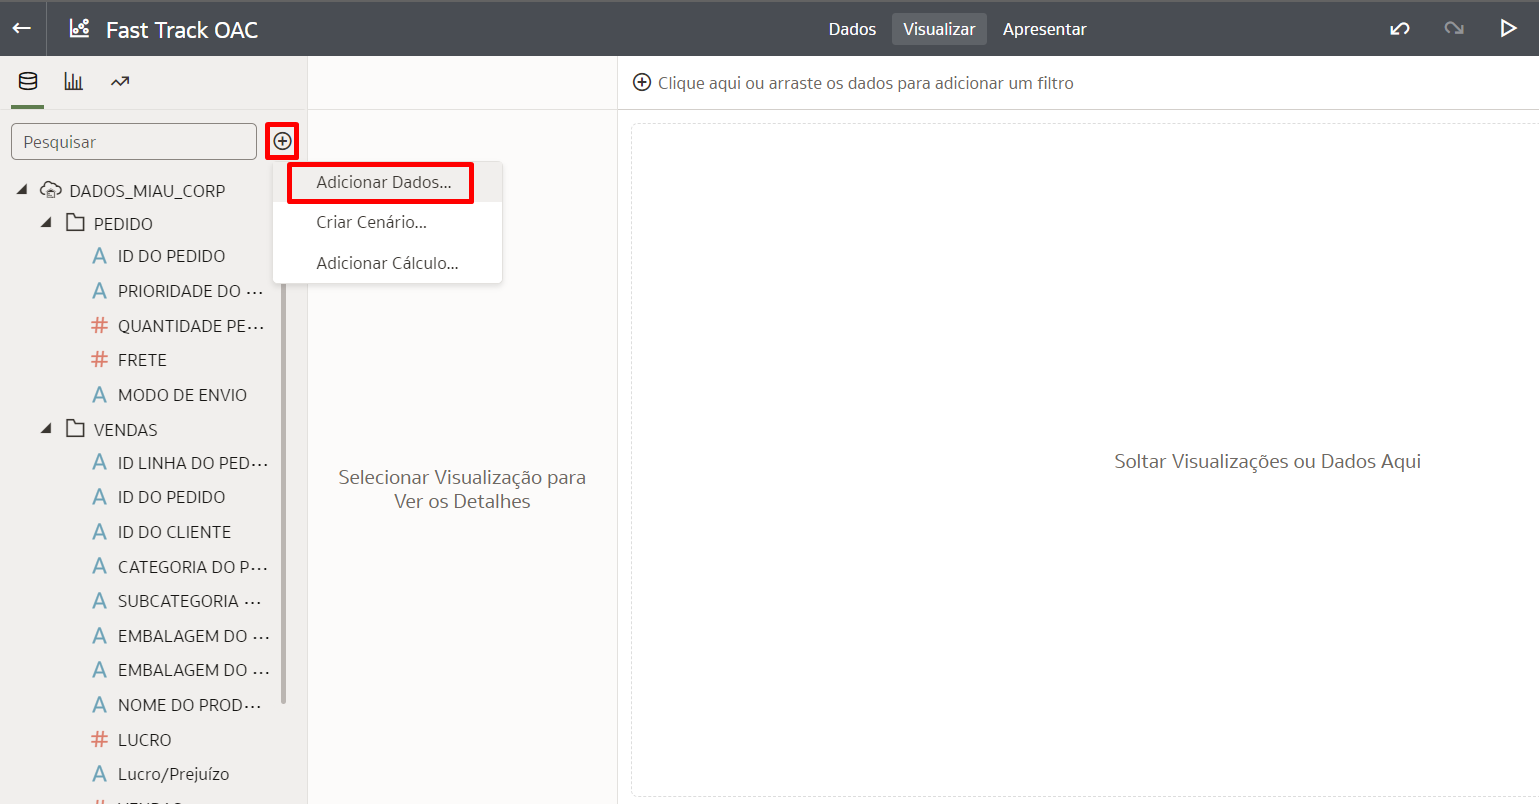 Fast Track OAC
Dados
Visualizar
Apresentar
Clique aqui ou arraste os dados para adicionar um filtro
Pesquisar
Adicionar Dados...
Criar Cenário...
Adicionar Cálculo...
DADOS_MIAU_CORP
PEDIDO
A ID DO PEDIDO
A PRIORIDADE DO ...
# QUANTIDADE PE...
# FRETE
A MODO DE ENVIO
VENDAS
A ID LINHA DO PED...
A ID DO PEDIDO
A ID DO CLIENTE
A CATEGORIA DO P...
A SUBCATEGORIA ...
A EMBALAGEM DO ...
A EMBALAGEM DO ...
A NOME DO PROD...
# LUCRO
A Lucro/Prejuízo
Selecionar Visualização para
Ver os Detalhes
Soltar Visualizações ou Dados Aqui